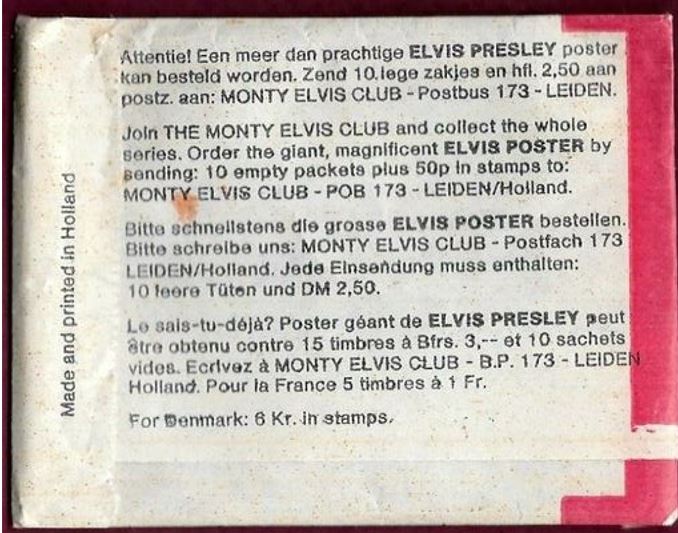 Attentie! Een meer dan prachtige ELVIS PRESLEY poster
kan besteld worden. Zend 10.lege zakjes en hfl. 2,50 aan
postz. aan: MONTY ELVIS CLUB - Postbus 173 - LEIDEN.
Join THE MONTY ELVIS CLUB and collect the whole
series. Order the giant, magnificent ELVIS POSTER by
sending: 10 empty packets plus 50p in stamps to:
MONTY ELVIS CLUB - POB 173 - LEIDEN/Holland.
Bitte schnellstens die grosse ELVIS POSTER bestellen.
Bitte schreibe uns: MONTY ELVIS CLUB - Postfach 173
LEIDEN/Holland. Jede Einsendung muss enthalten:
10 leere Tüten und DM 2,50.
Le sais-tu-déjà? Poster géant de ELVIS PRESLEY peut
être obtenu contre 15 timbres à Bfrs. 3,-- et 10 sachets
vides. Ecrivez à MONTY ELVIS CLUB - B.P. 173 - LEIDEN
Holland. Pour la France 5 timbres à 1 Fr.
For Denmark: 6 Kr. in stamps.
Made and printed in Holland